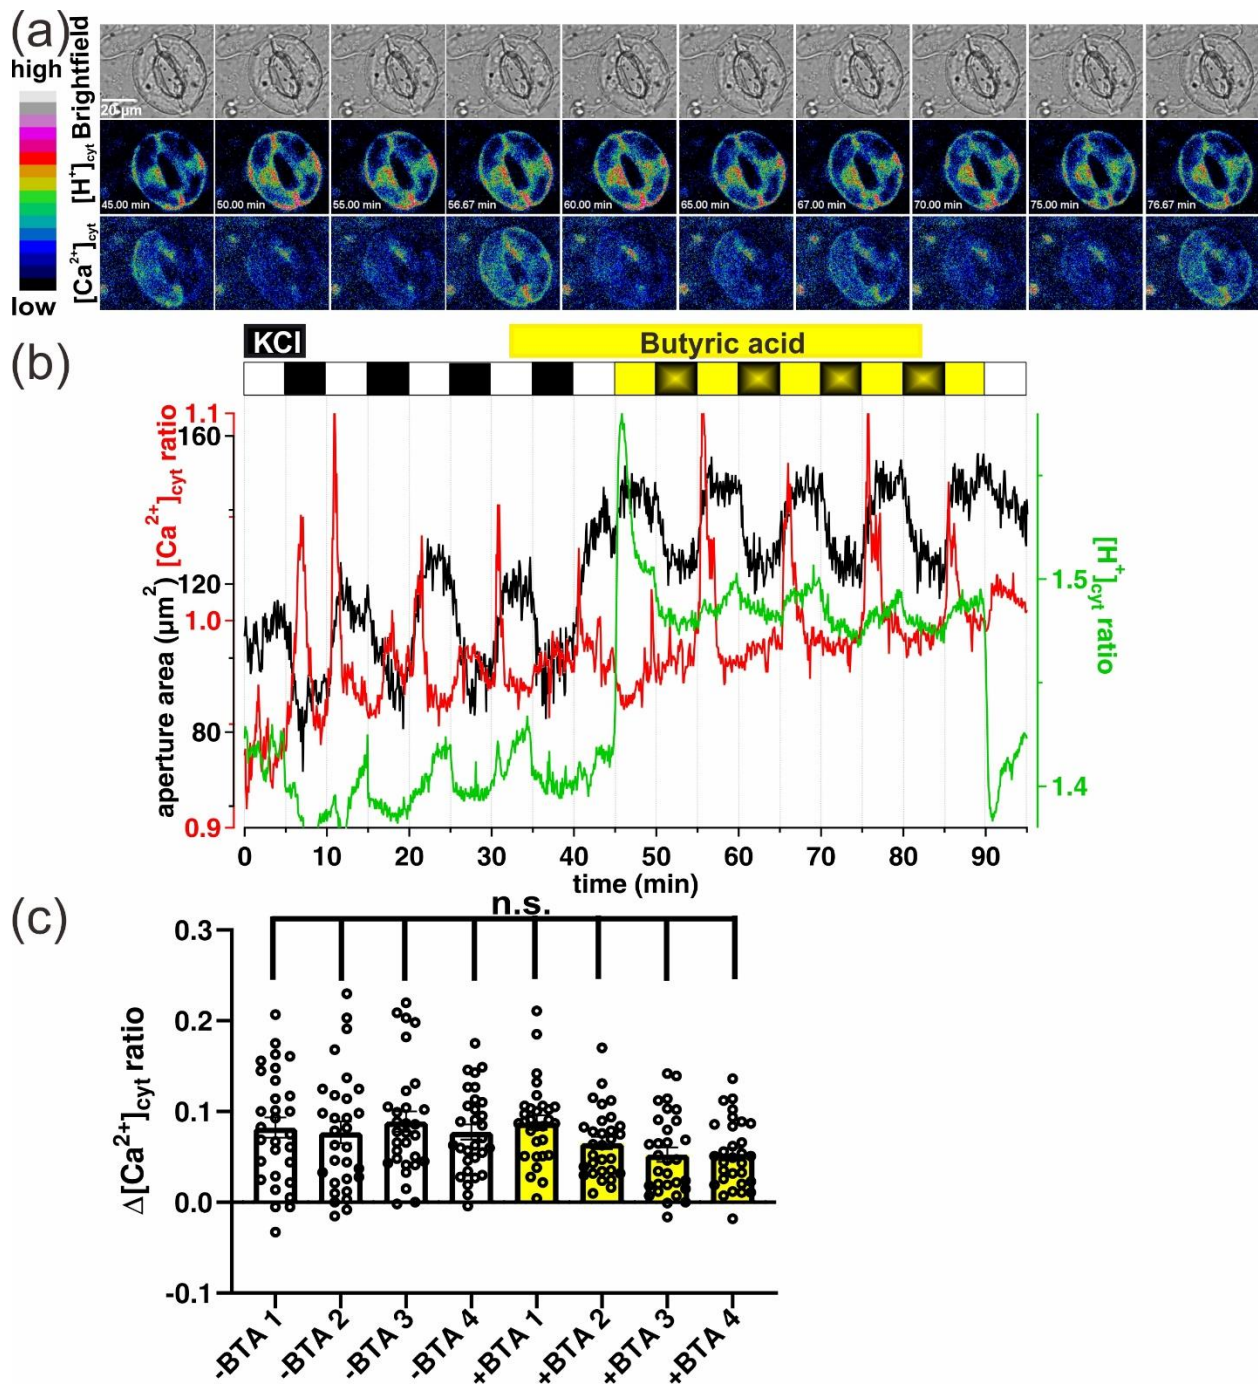 (a)
high
low
Brightfield
[H⁺]cyt
[Ca²⁺]cyt
20 µm
45.00 min 50.00 min 55.00 min 56.67 min 60.00 min 65.00 min 67.00 min 70.00 min 75.00 min 76.67 min
(b)
KCl
Butyric acid
[Ca²⁺]cyt ratio
1.1
1.0
0.9
aperture area (µm²)
160
120
80
[H⁺]cyt ratio
1.5
1.4
0 10 20 30 40 50 60 70 80 90
time (min)
(c)
n.s.
Δ[Ca²⁺]cyt ratio
0.3
0.2
0.1
0.0
-0.1
-BTA 1 -BTA 2 -BTA 3 -BTA 4 +BTA 1 +BTA 2 +BTA 3 +BTA 4